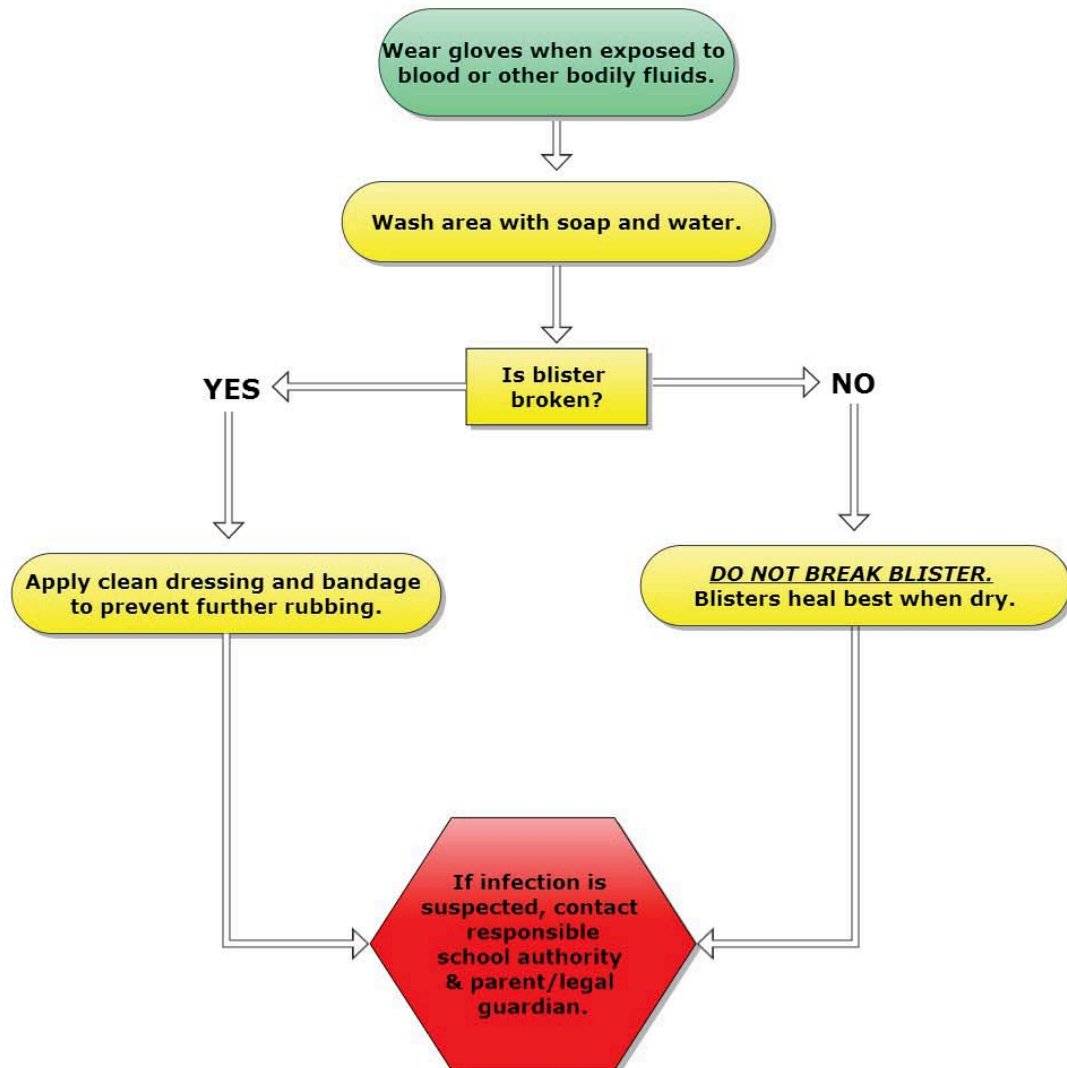 Wear gloves when exposed to
blood or other bodily fluids.
Wash area with soap and water.
Is blister
broken?
YES
NO
Apply clean dressing and bandage
to prevent further rubbing.
DO NOT BREAK BLISTER.
Blisters heal best when dry.
If infection is
suspected, contact
responsible
school authority
& parent/legal
guardian.